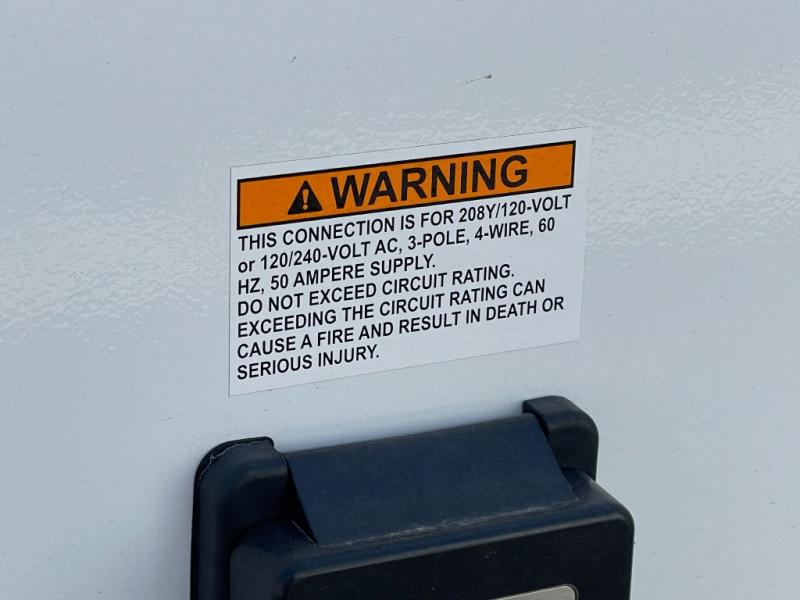 WARNING
THIS CONNECTION IS FOR 208Y/120-VOLT
or 120/240-VOLT AC, 3-POLE, 4-WIRE, 60
HZ, 50 AMPERE SUPPLY.
DO NOT EXCEED CIRCUIT RATING.
EXCEEDING THE CIRCUIT RATING CAN
CAUSE A FIRE AND RESULT IN DEATH OR
SERIOUS INJURY.